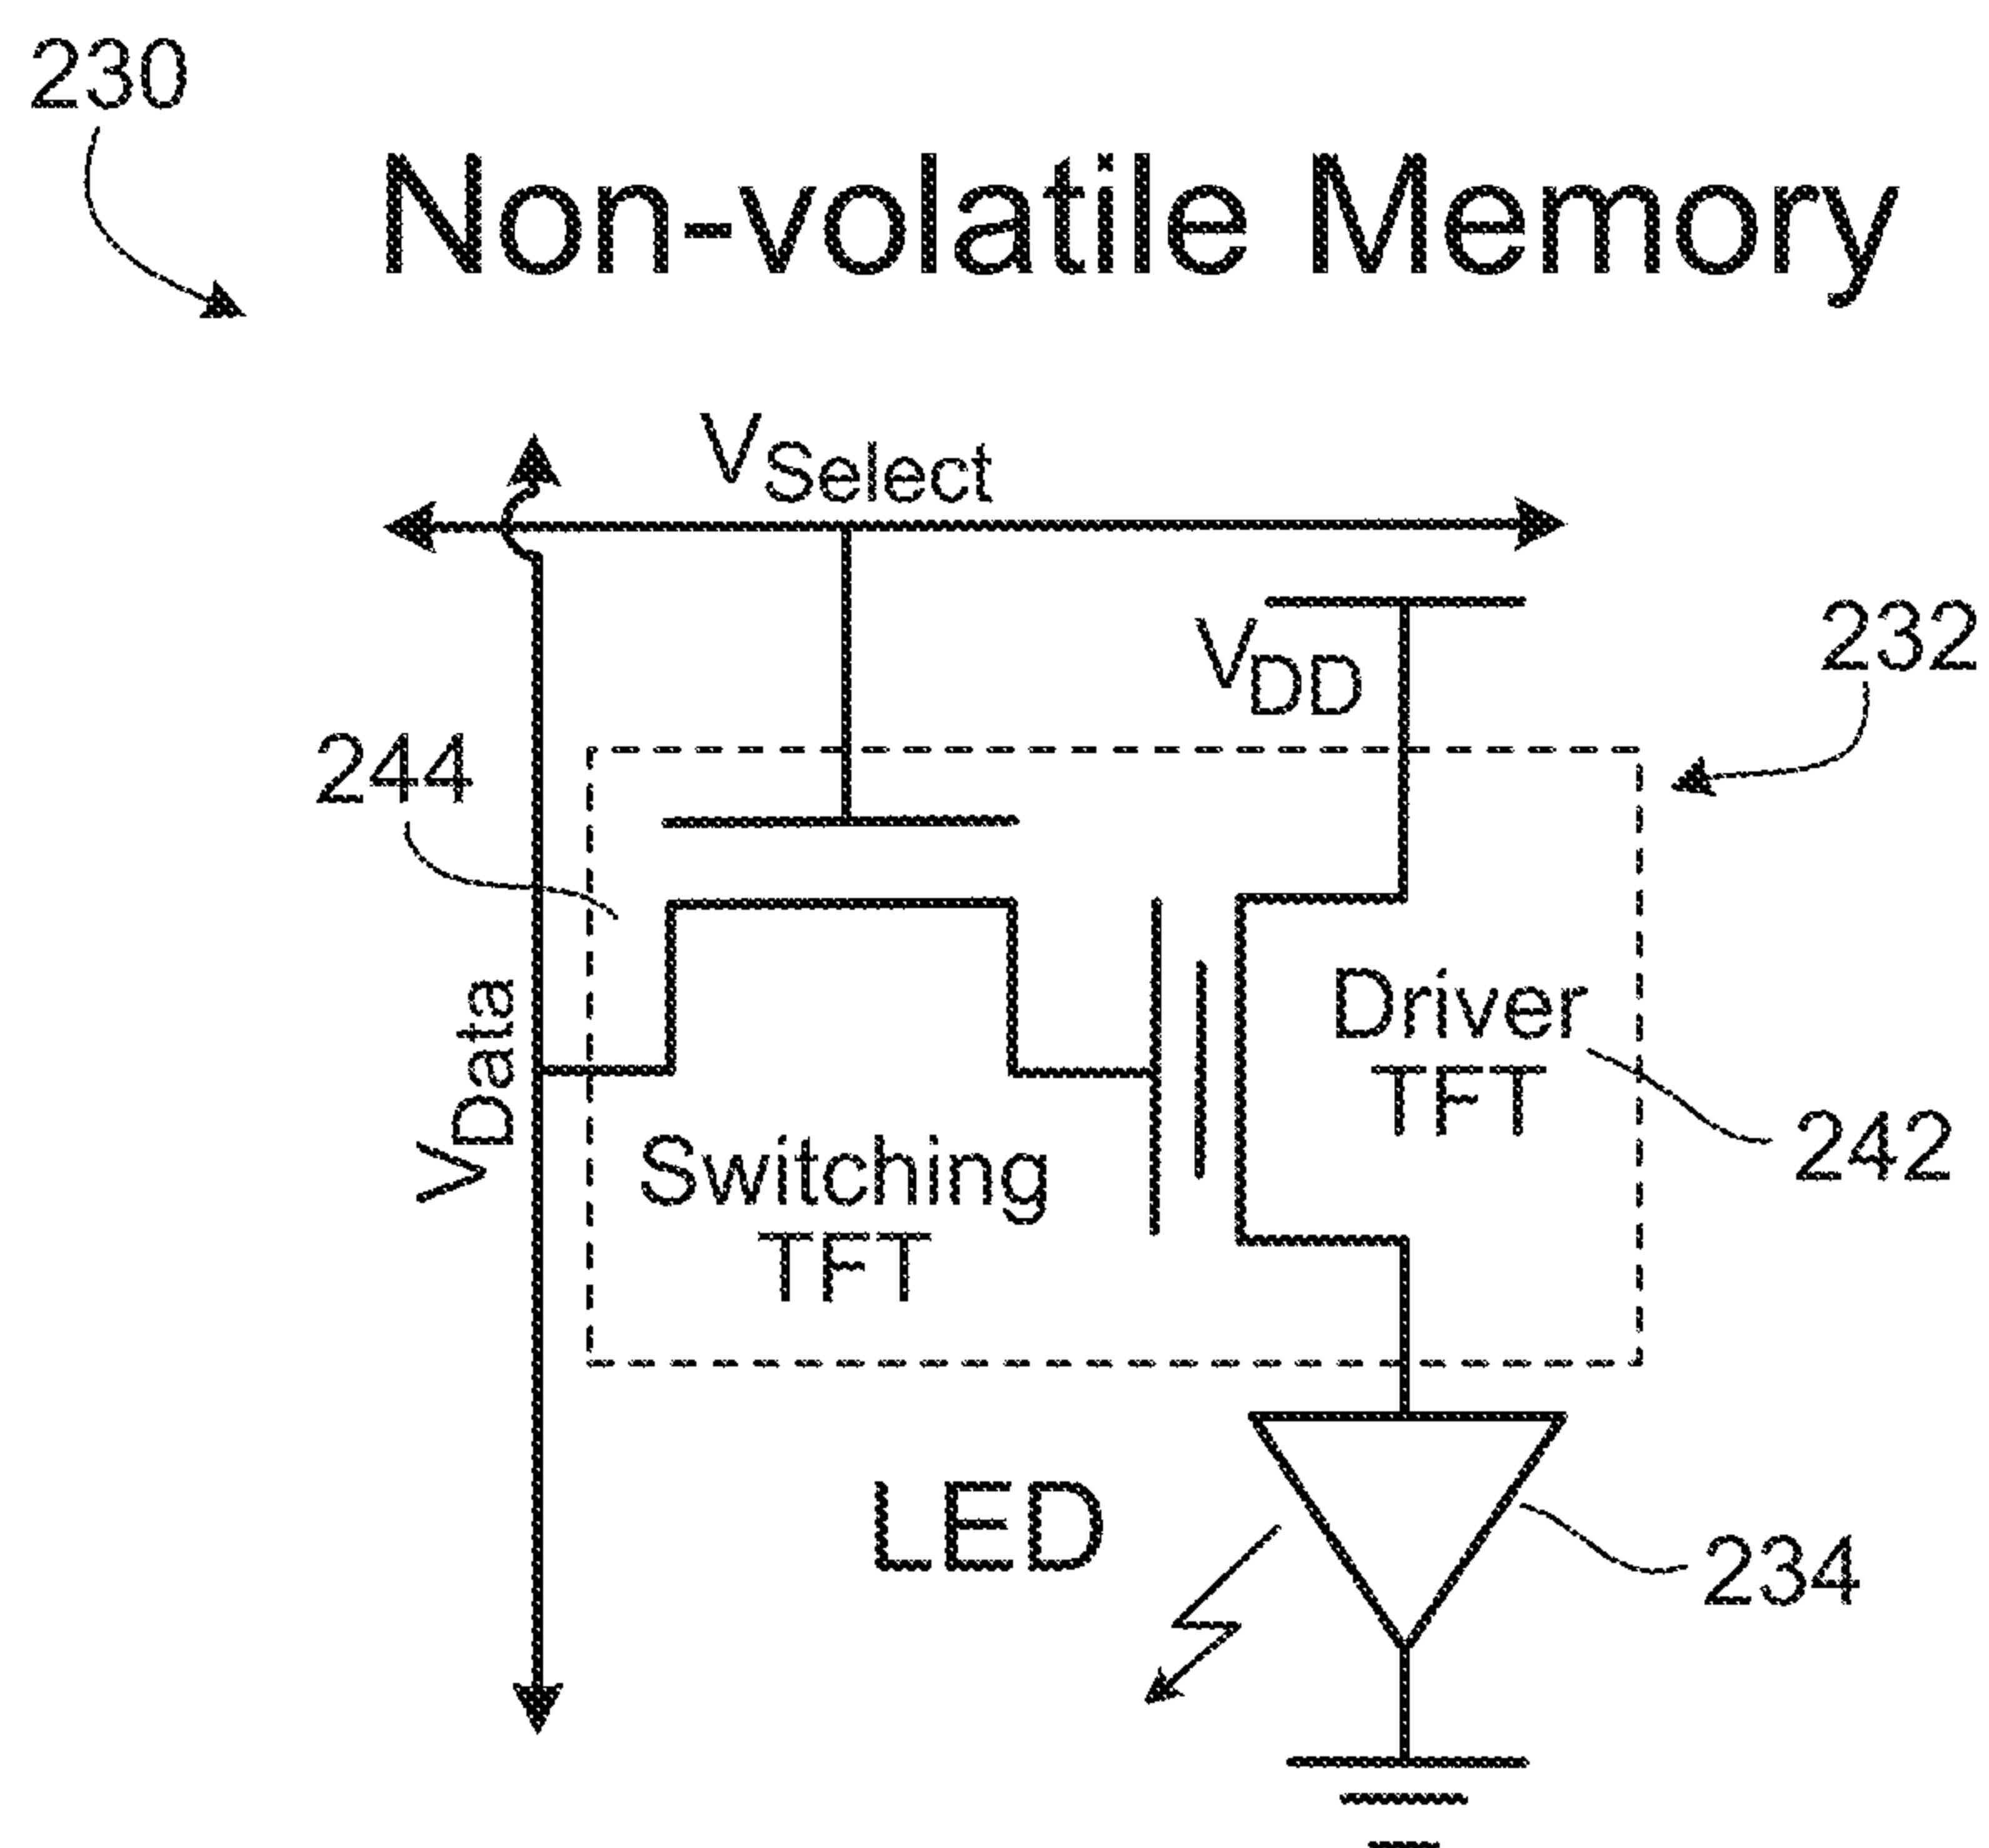 230
Non-volatile Memory
VSelect
VDD
232
244
VData
Driver
TFT
242
Switching
TFT
LED
234